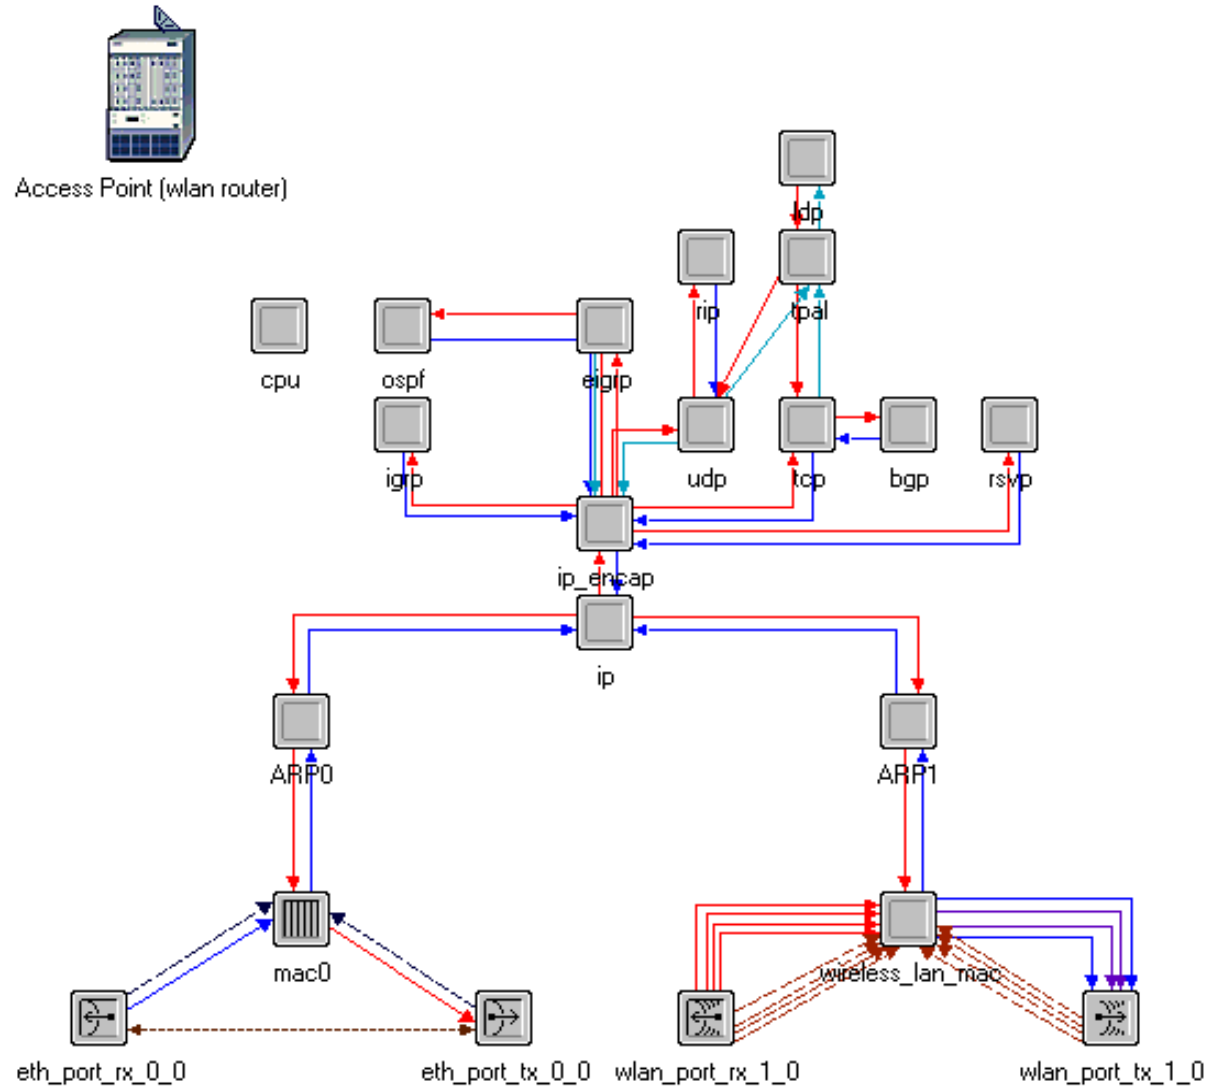 Access Point (wlan router)
ldp
rip
tpal
cpu
ospf
eigrp
igrp
udp
tcp
bgp
rsvp
ip_encap
ip
ARP0
ARP1
mac0
wireless_lan_mac
eth_port_rx_0_0
eth_port_tx_0_0
wlan_port_rx_1_0
wlan_port_tx_1_0